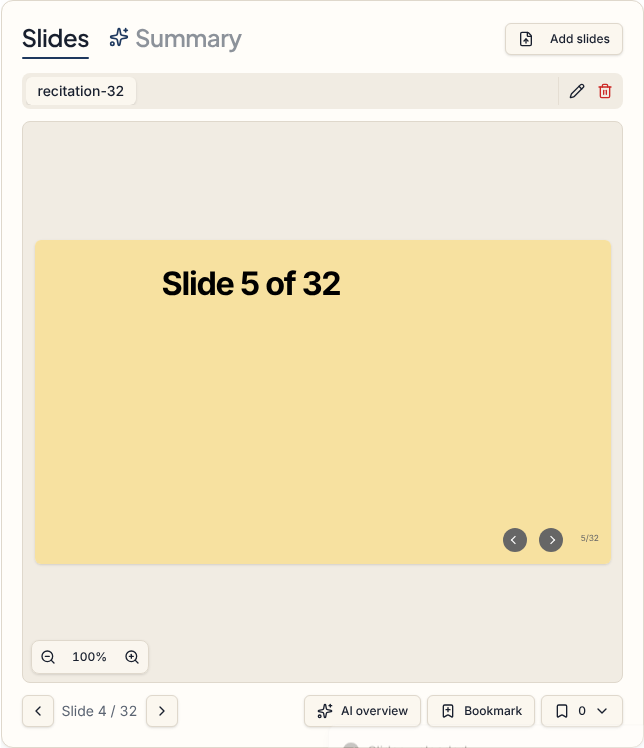 Slides
Summary
Add slides
recitation-32
Slide 5 of 32
5/32
100%
Slide 4 / 32
AI overview
Bookmark
0